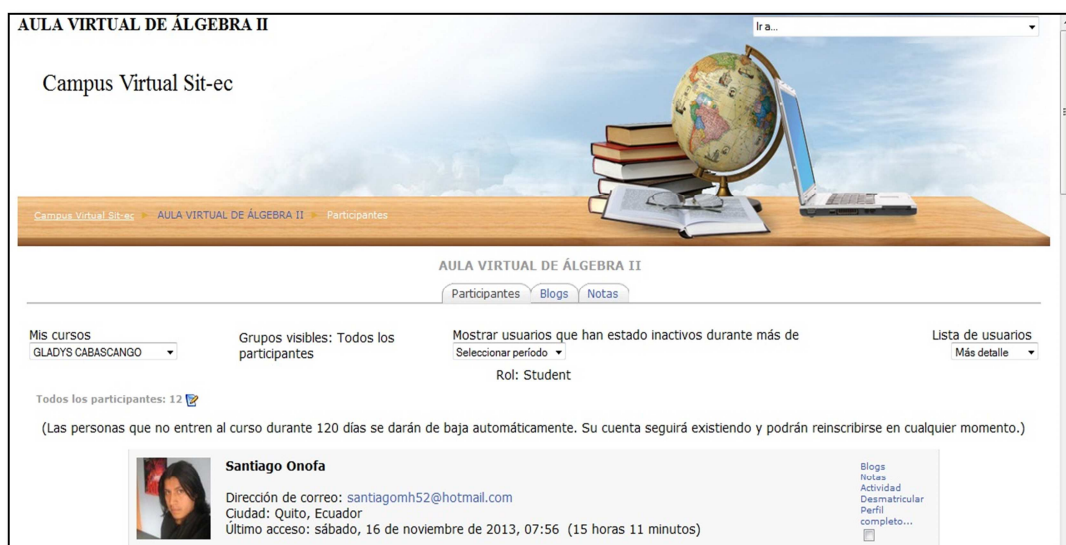 AULA VIRTUAL DE ÁLGEBRA II
Ir a...
Campus Virtual Sit-ec
Campus Virtual Sit-ec ► AULA VIRTUAL DE ÁLGEBRA II ► Participantes
AULA VIRTUAL DE ÁLGEBRA II
Participantes Blogs Notas
Mis cursos
GLADYS CABASCANGO
Grupos visibles: Todos los
participantes
Mostrar usuarios que han estado inactivos durante más de
Seleccionar período
Lista de usuarios
Más detalle
Rol: Student
Todos los participantes: 12
(Las personas que no entren al curso durante 120 días se darán de baja automáticamente. Su cuenta seguirá existiendo y podrán reinscribirse en cualquier momento.)
Santiago Onofa
Dirección de correo: santiagomh52@hotmail.com
Ciudad: Quito, Ecuador
Último acceso: sábado, 16 de noviembre de 2013, 07:56 (15 horas 11 minutos)
Blogs
Notas
Actividad
Desmatricular
Perfil
completo...